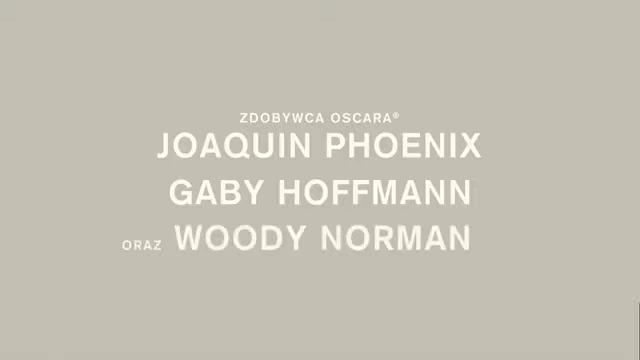 ZDOBYWCA OSCARA®
JOAQUIN PHOENIX
GABY HOFFMANN
ORAZ WOODY NORMAN